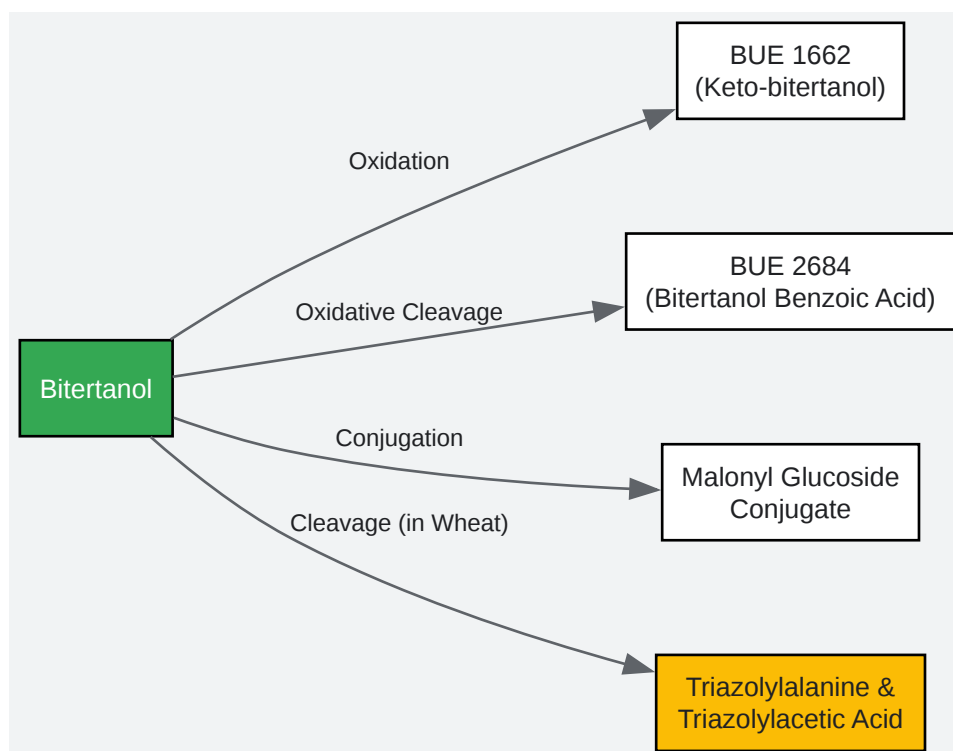 BUE 1662
(Keto-bitertanol)
Oxidation
BUE 2684
(Bitertanol Benzoic Acid)
Oxidative Cleavage
Bitertanol
Conjugation
Malonyl Glucoside
Conjugate
Cleavage (in Wheat)
Triazolylalanine &
Triazolylacetic Acid